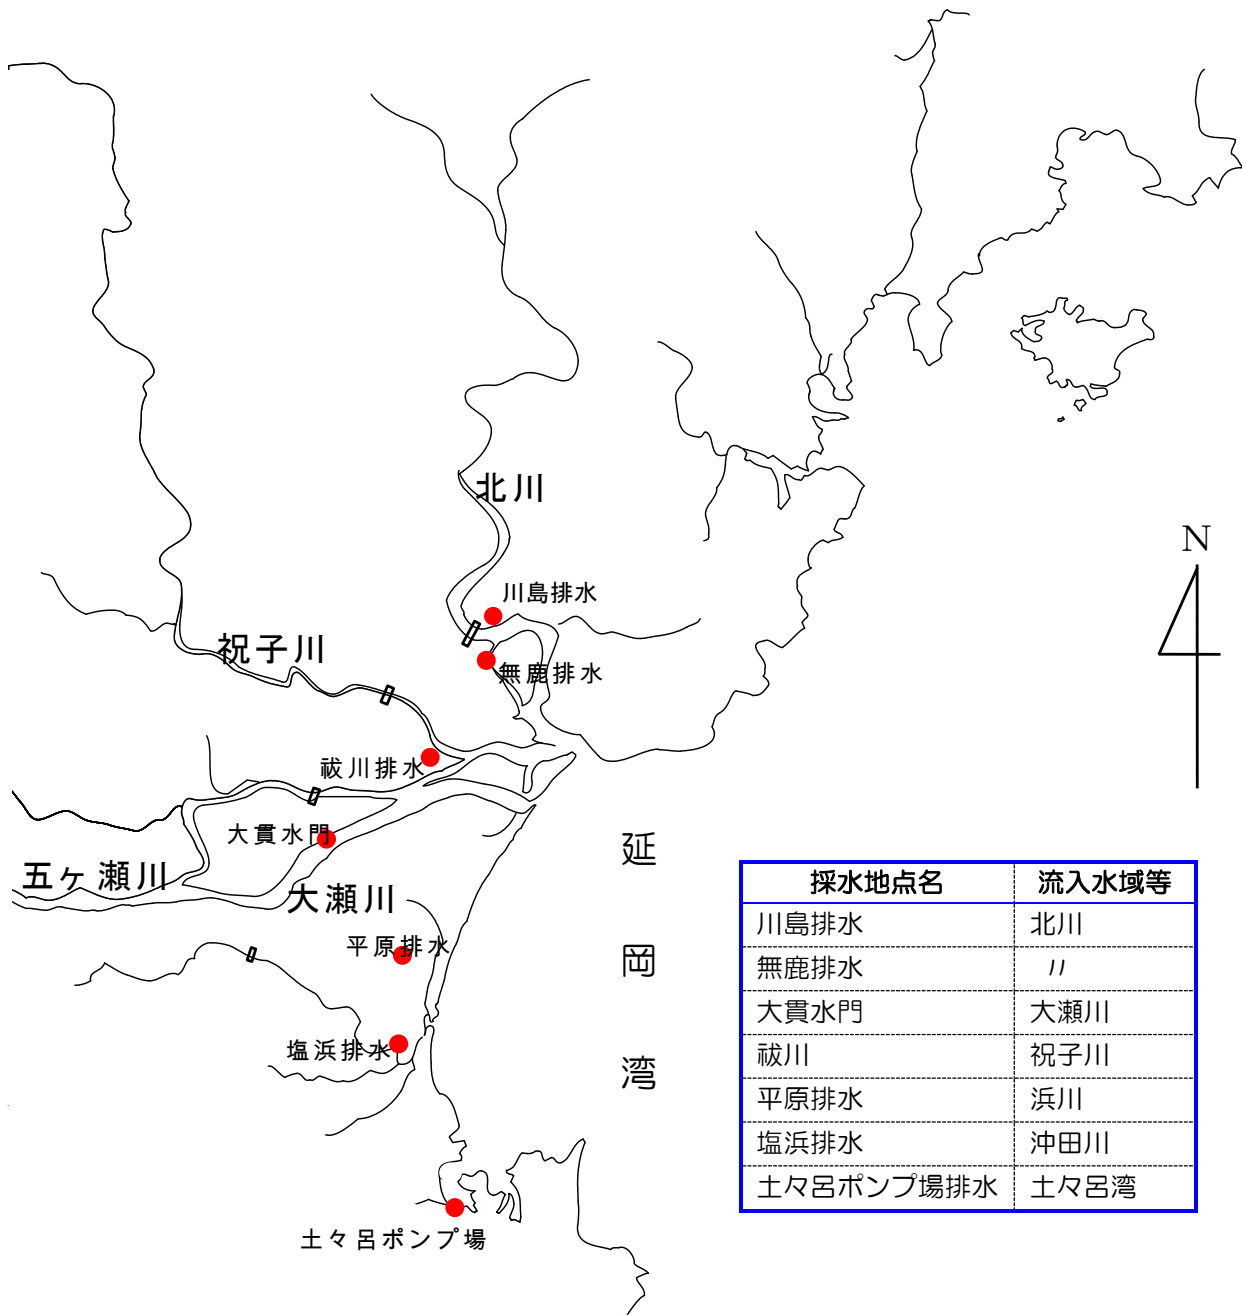 北川
N
川島排水
祝子川
無鹿排水
祓川排水
大貫水門
延岡湾
五ヶ瀬川
大瀬川
平原排水
塩浜排水
土々呂ポンプ場
採水地点名 流入水域等
川島排水 北川
無鹿排水 〃
大貫水門 大瀬川
祓川 祝子川
平原排水 浜川
塩浜排水 沖田川
土々呂ポンプ場排水 土々呂湾